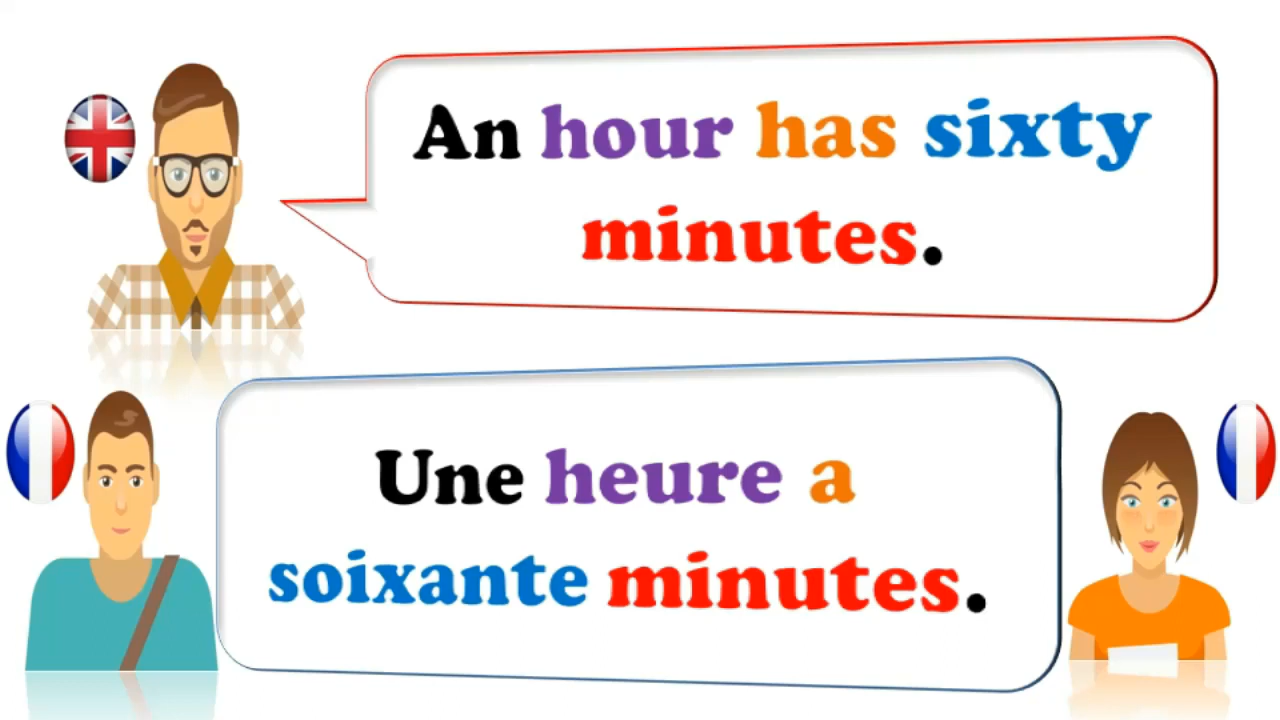 An hour has sixty
minutes.
Une heure a
soixante minutes.